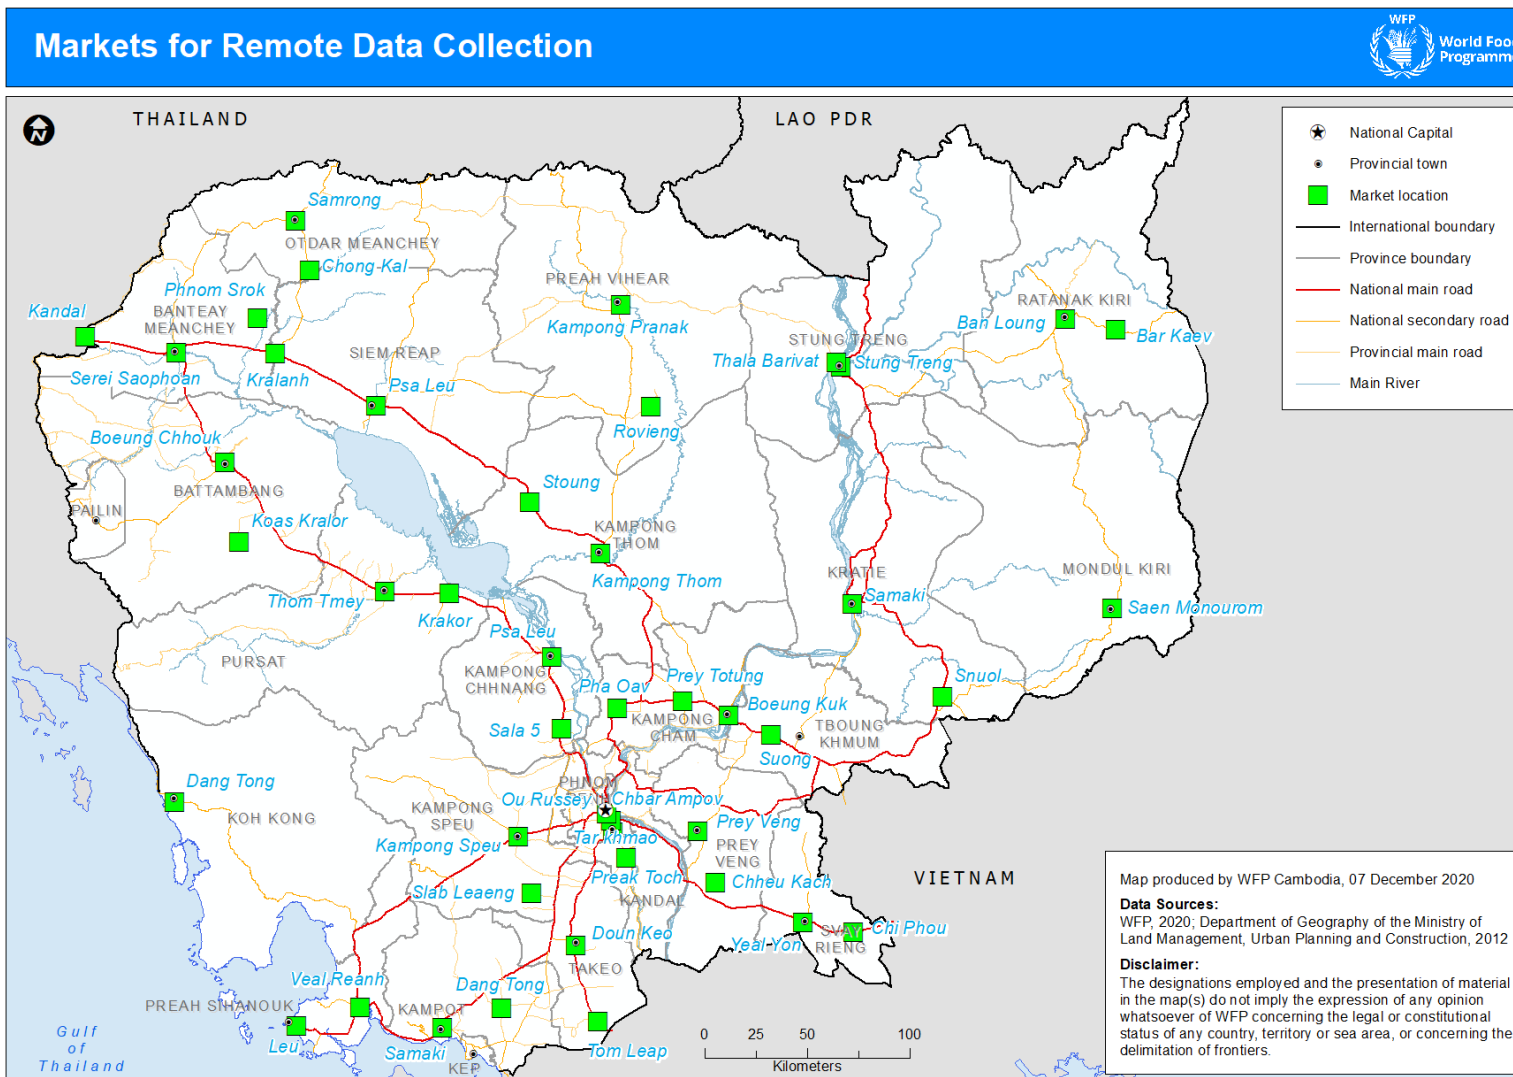 Markets for Remote Data Collection
WFP
World Foo
Programm
THAILAND
LAO PDR
National Capital
Provincial town
Market location
International boundary
Province boundary
National main road
National secondary road
Provincial main road
Main River
Samrong
OTDAR MEANCHEY
Chong-Kal
PREAH VIHEAR
Phnom Srok
BANTEAY
MEANCHEY
Kandal
Kampong Pranak
RATANAK KIRI
Ban Loung
Bar Kaev
STUNG TRENG
Thala Barivat
Stung Treng
SIEM REAP
Serei Saophoan
Kralanh
Psa Leu
Rovieng
Boeung Chhouk
BATTAMBANG
Stoung
PAILIN
Koas Kralor
KAMPONG
THOM
Kampong Thom
KRATIE
MONDUL KIRI
Thom Tmey
Krakor
Samaki
Saen Monourom
Psa Leu
PURSAT
KAMPONG
CHHNANG
Pha Oav
Prey Totung
Snuol
Boeung Kuk
KAMPONG
CHAM
TBOUNG
KHMUM
Sala 5
Suong
Dang Tong
KOH KONG
PHNOM
Ou Russey
Chbar Ampov
KAMPONG
SPEU
Kampong Speu
Tar khmao
Prey Veng
PREY
VENG
Preak Toch
Chheu Kach
VIETNAM
Slab Leaeng
KANDAL
Doun Keo
Yeal Yon
SVAY
RIENG
Chi Phou
TAKEO
Veal Reanh
Dang Tong
PREAH SIHANOUK
KAMPOT
Leu
Samaki
Tom Leap
KEP
Gulf
of
Thailand
0 25 50 100
Kilometers
Map produced by WFP Cambodia, 07 December 2020
Data Sources:
WFP, 2020; Department of Geography of the Ministry of
Land Management, Urban Planning and Construction, 2012
Disclaimer:
The designations employed and the presentation of material
in the map(s) do not imply the expression of any opinion
whatsoever of WFP concerning the legal or constitutional
status of any country, territory or sea area, or concerning the
delimitation of frontiers.